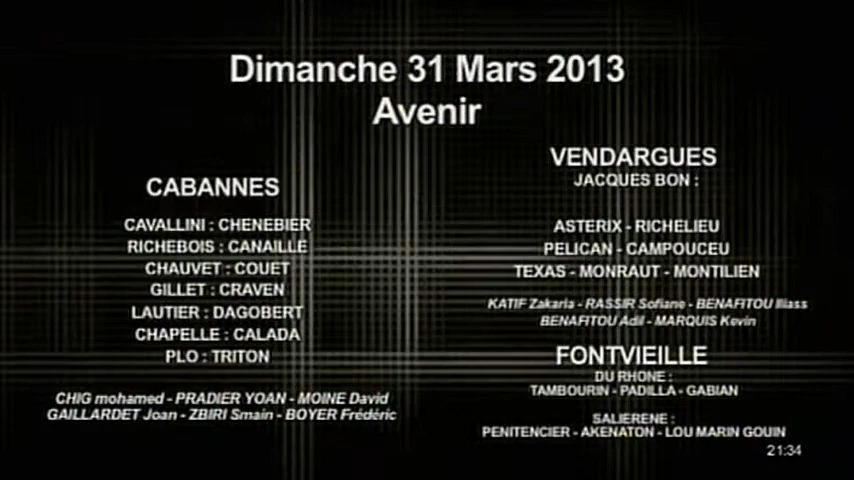 Dimanche 31 Mars 2013
Avenir
CABANNES
CAVALLINI : CHENEBIER
RICHEBOIS : CANAILLE
CHAUVET : COUET
GILLET : CRAVEN
LAUTIER : DAGOBERT
CHAPELLE : CALADA
PLO : TRITON
CHIG mohamed - PRADIER YOAN - MOINE David
GAILLARDET Joan - ZBIRI Smain - BOYER Frédéric
VENDARGUES
JACQUES BON :
ASTERIX - RICHELIEU
PELICAN - CAMPOUCEU
TEXAS - MONRAUT - MONTILIEN
KATIF Zakaria - RASSIR Sofiane - BENAFITOU Iliass
BENAFITOU Adil - MARQUIS Kevin
FONTVIEILLE
DU RHONE :
TAMBOURIN - PADILLA - GABIAN
SALIERENE :
PENITENCIER - AKENATON - LOU MARIN GOUIN
21:34